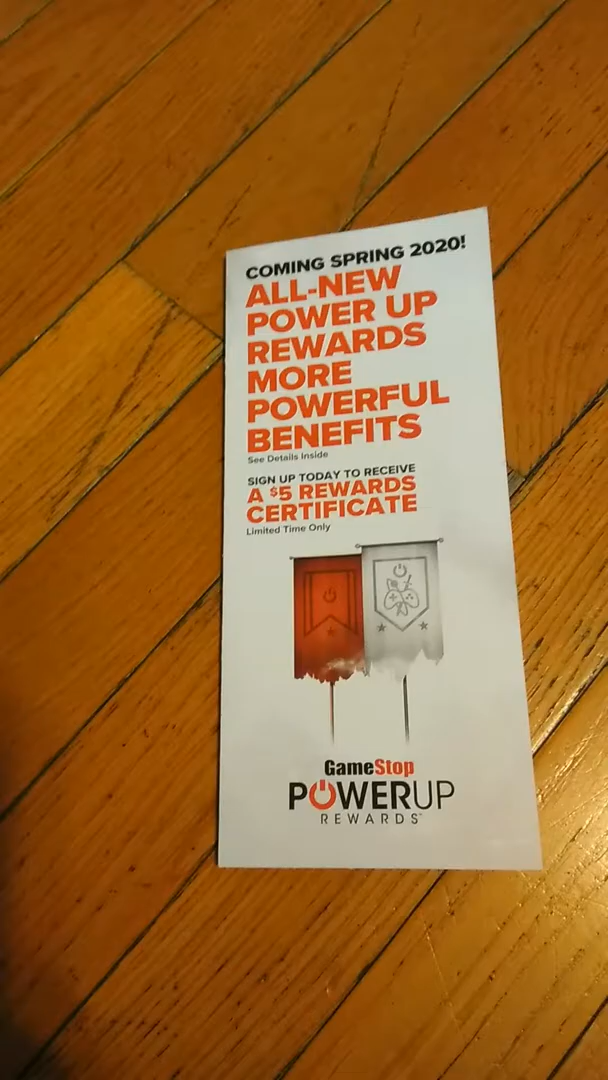 COMING SPRING 2020!
ALL-NEW
POWER UP
REWARDS
MORE
POWERFUL
BENEFITS
See Details Inside
SIGN UP TODAY TO RECEIVE
A $5 REWARDS
CERTIFICATE
Limited Time Only
GameStop
POWERUP
REWARDS™